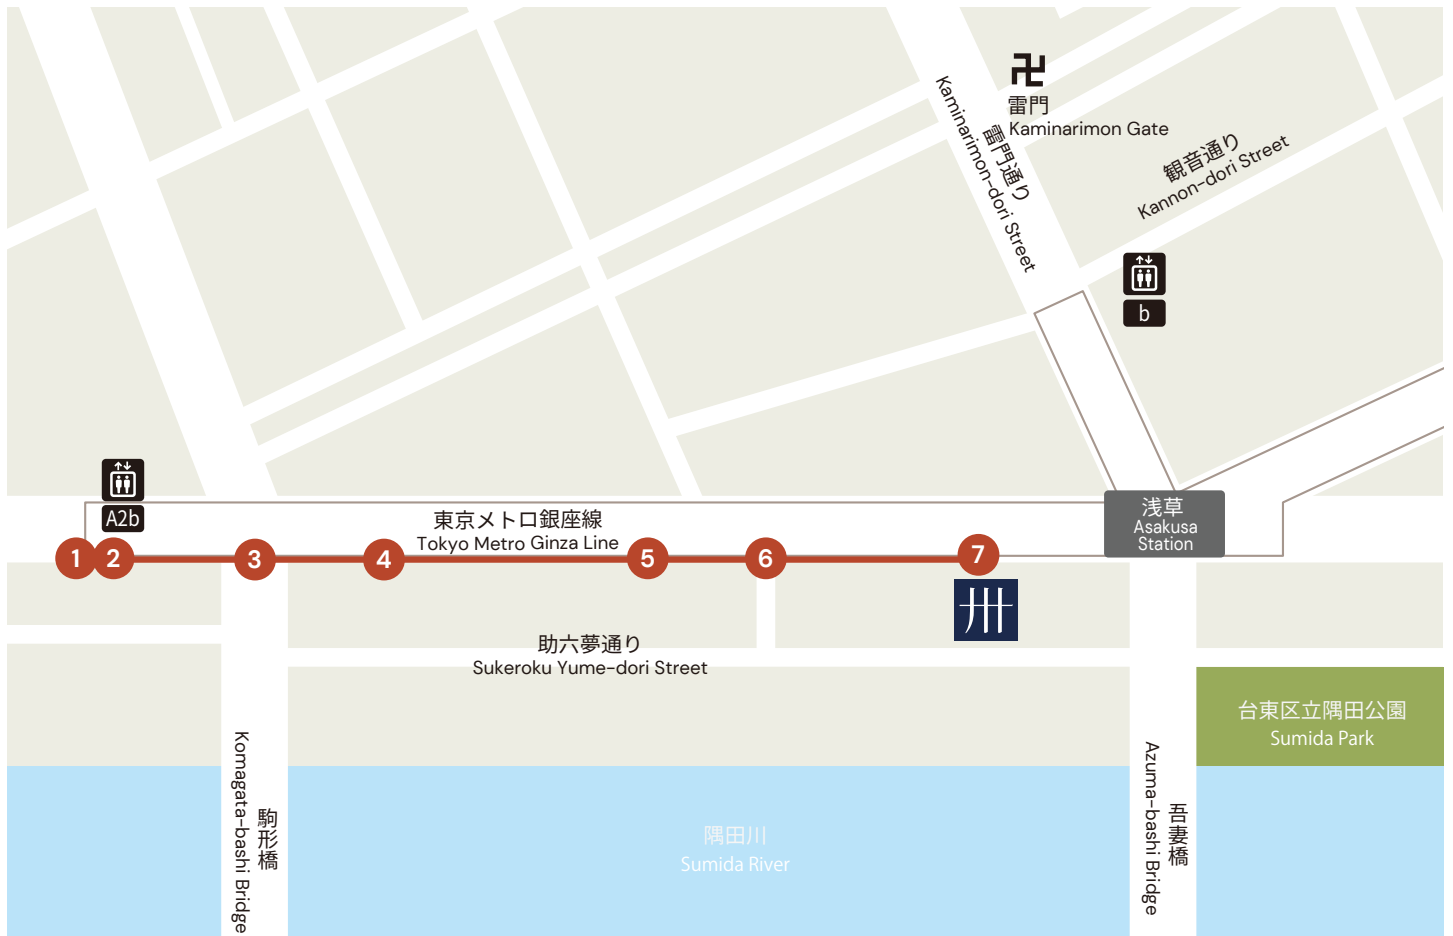 卍
雷門
Kaminarimon Gate
雷門通り
Kaminarimon-dori Street
観音通り
Kannon-dori Street
b
A2b
東京メトロ銀座線
Tokyo Metro Ginza Line
浅草
Asakusa
Station
1
2
3
4
5
6
7
卅
助六夢通り
Sukeroku Yume-dori Street
台東区立隅田公園
Sumida Park
駒形橋
Komagata-bashi Bridge
隅田川
Sumida River
吾妻橋
Azuma-bashi Bridge